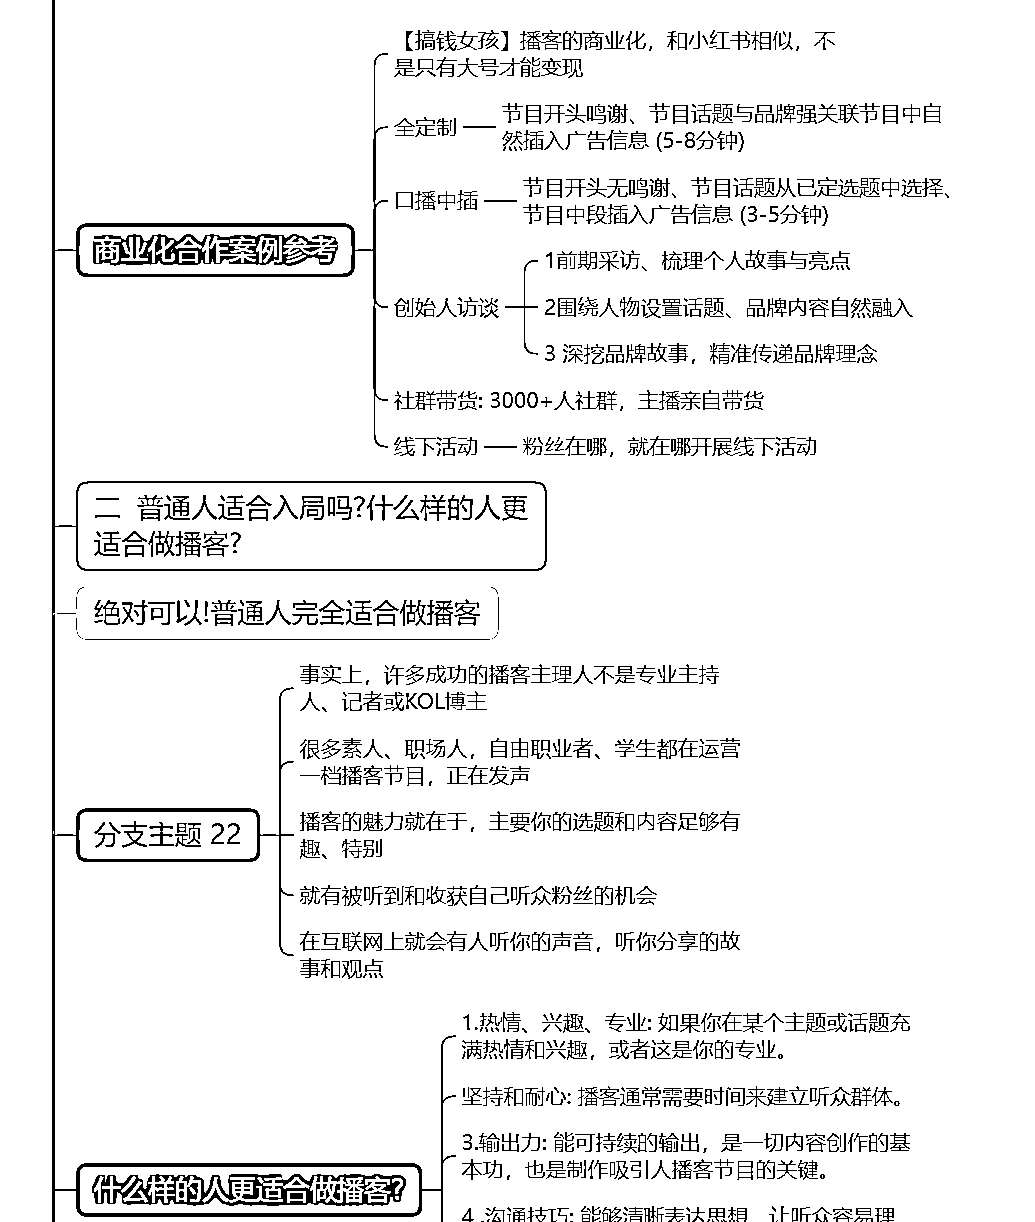 【搞钱女孩】播客的商业化，和小红书相似，不
是只有大号才能变现
全定制
节目开头鸣谢、节目话题与品牌强关联节目中自
然插入广告信息 (5-8分钟)
口播中插
节目开头无鸣谢、节目话题从已定选题中选择、
节目中段插入广告信息 (3-5分钟)
商业化合作案例参考
创始人访谈
1前期采访、梳理个人故事与亮点
2围绕人物设置话题、品牌内容自然融入
3 深挖品牌故事，精准传递品牌理念
社群带货: 3000+人社群，主播亲自带货
线下活动
粉丝在哪，就在哪开展线下活动
二 普通人适合入局吗?什么样的人更
适合做播客?
绝对可以!普通人完全适合做播客
分支主题 22
事实上，许多成功的播客主理人不是专业主持
人、记者或KOL博主
很多素人、职场人，自由职业者、学生都在运营
一档播客节目，正在发声
播客的魅力就在于，主要你的选题和内容足够有
趣、特别
就有被听到和收获自己听众粉丝的机会
在互联网上就会有人听你的声音，听你分享的故
事和观点
什么样的人更适合做播客?
1.热情、兴趣、专业: 如果你在某个主题或话题充
满热情和兴趣，或者这是你的专业。
坚持和耐心: 播客通常需要时间来建立听众群体。
3.输出力: 能可持续的输出，是一切内容创作的基
本功，也是制作吸引人播客节目的关键。
4 .沟通技巧: 能够清晰表达思想，让听众容易理